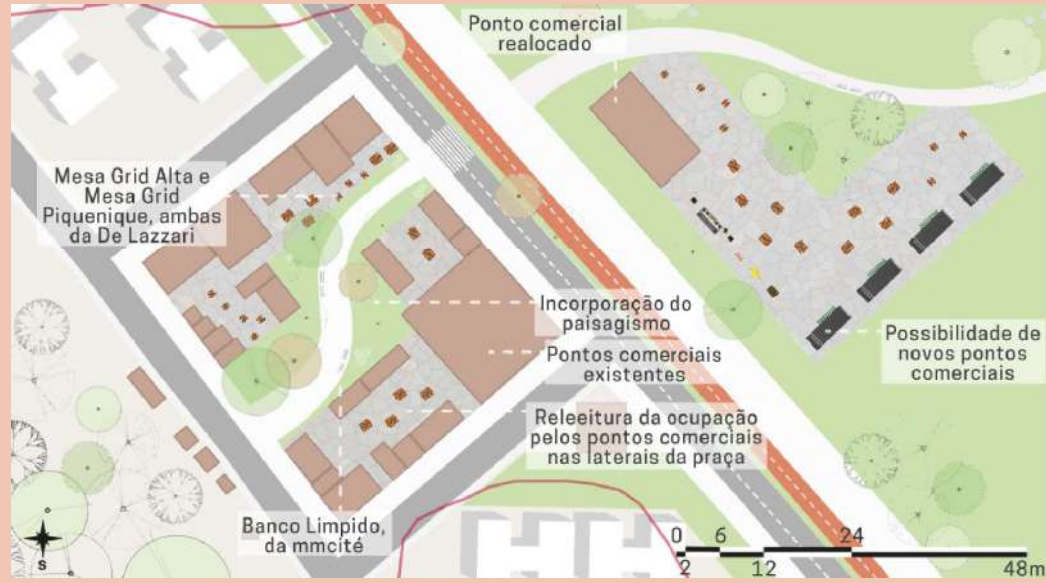 Ponto comercial
realocado
Mesa Grid Alta e
Mesa Grid
Piquenique, ambas
da De Lazzari
Incorporação do
paisagismo
Pontos comerciais
existentes
Possibilidade de
novos pontos
comerciais
Releeitura da ocupação
pelos pontos comerciais
nas laterais da praça
Banco Limpido,
da mmcité
S
0 6 24
2 12 48m